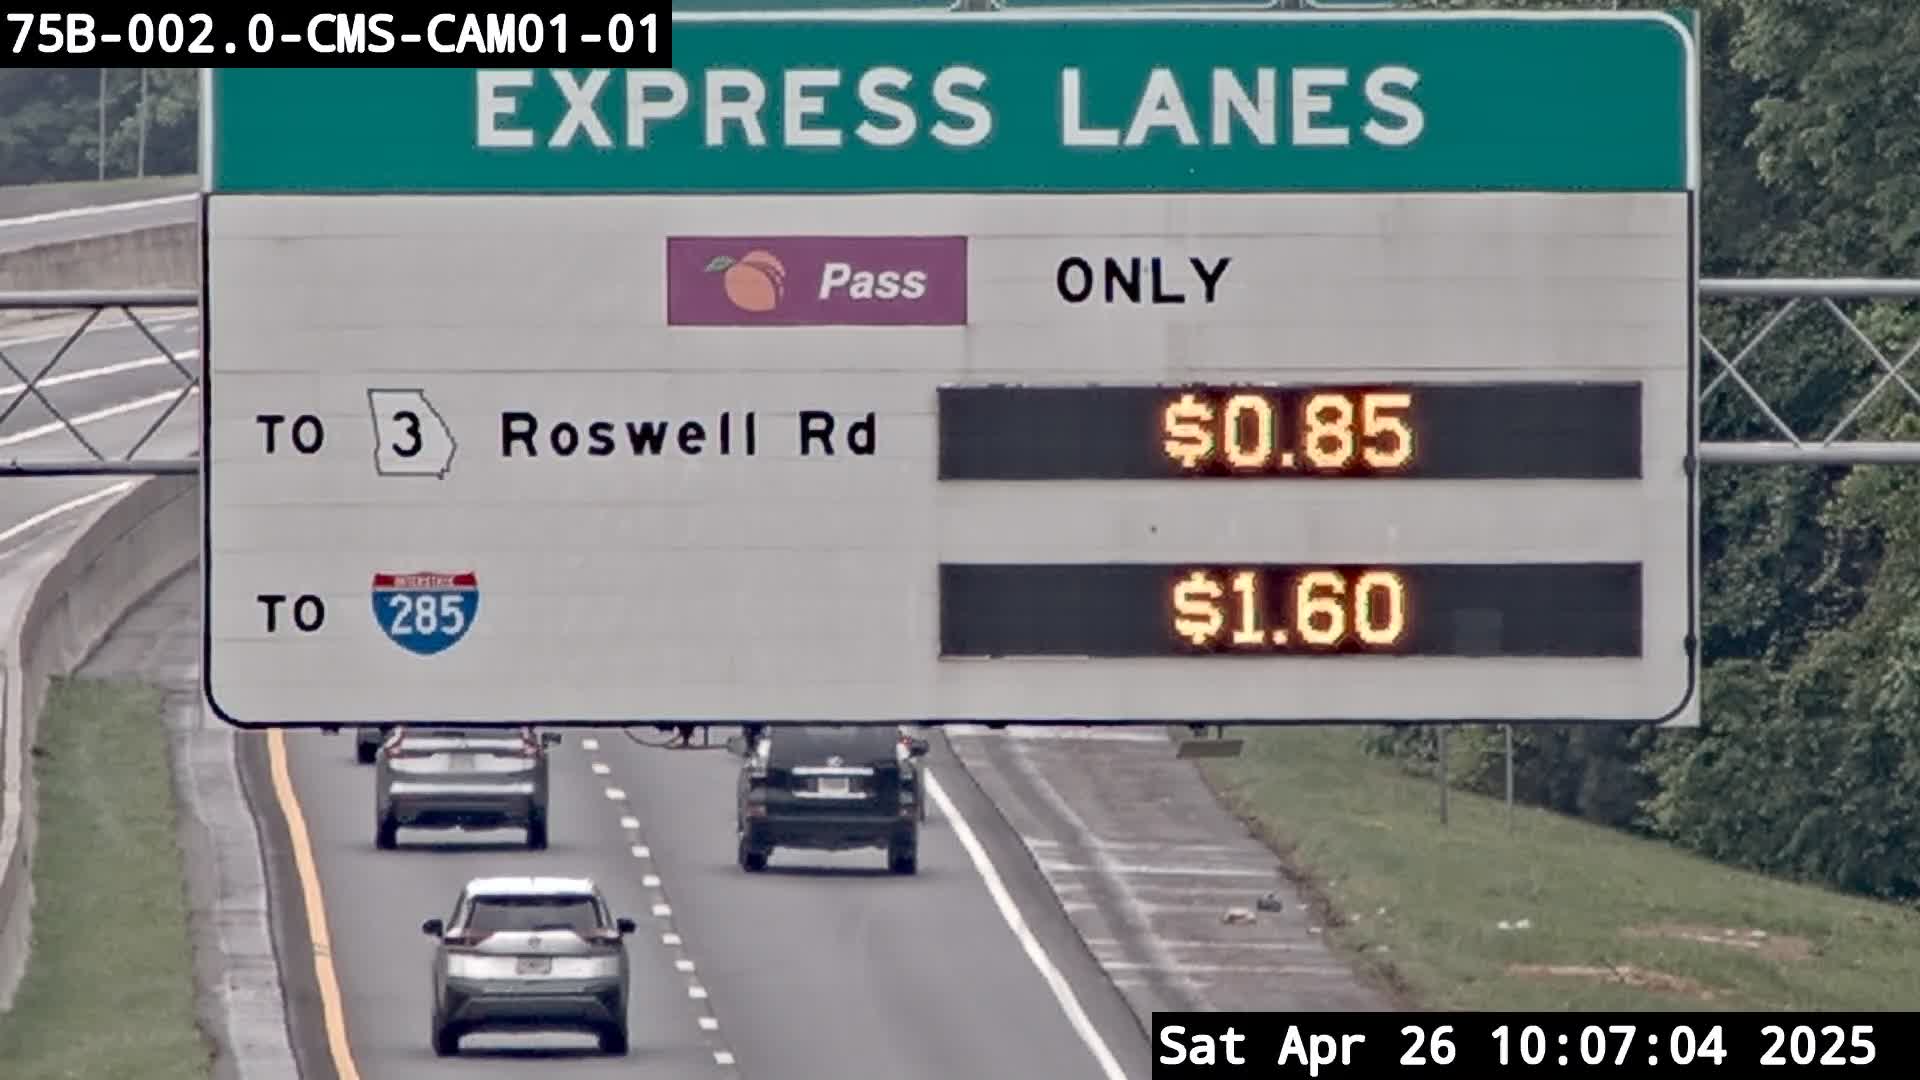 75B-002.0-CMS-CAM01-01
EXPRESS LANES
Pass ONLY
TO 3 Roswell Rd $0.85
TO INTERSTATE 285 $1.60
Sat Apr 26 10:07:04 2025